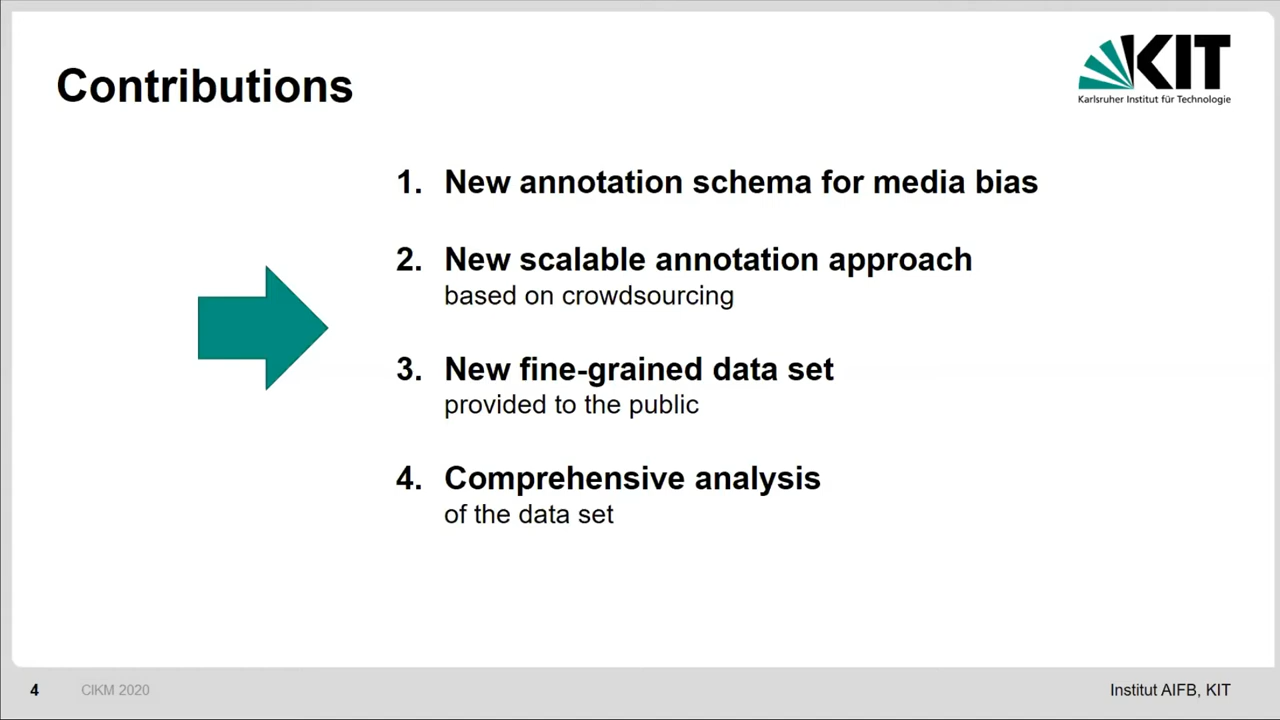 Contributions
KIT
Karlsruher Institut für Technologie
1. New annotation schema for media bias
2. New scalable annotation approach
based on crowdsourcing
3. New fine-grained data set
provided to the public
4. Comprehensive analysis
of the data set
4 CIKM 2020 Institut AIFB, KIT